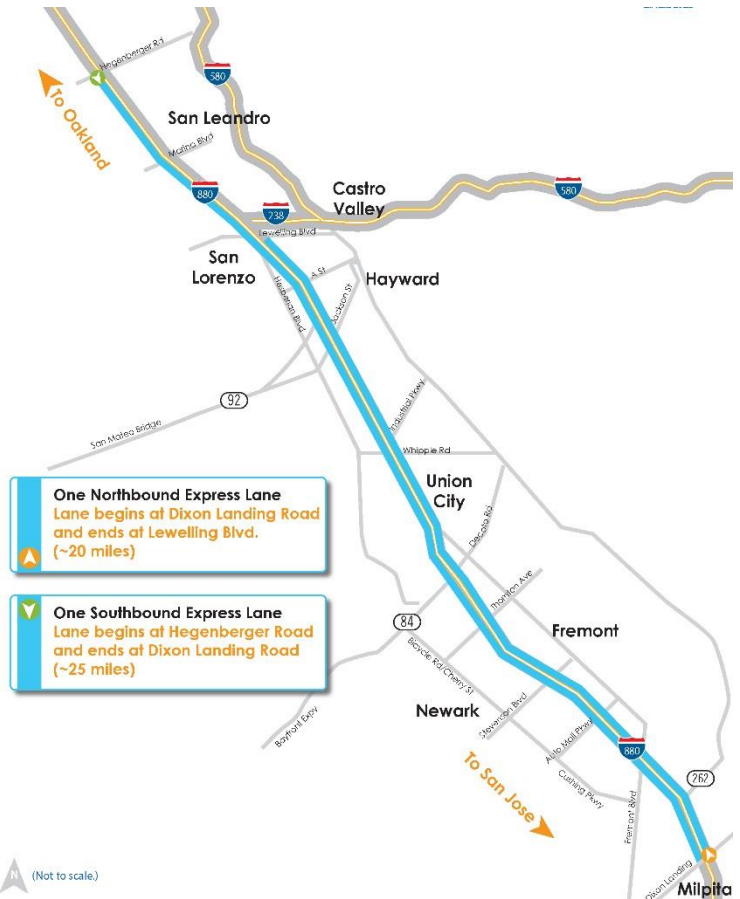 Hegenberger Rd
580
To Oakland
San Leandro
Marina Blvd
880
Castro
Valley
580
238
Lewelling Blvd
San
Lorenzo
A St
Hayward
Hesperian Blvd
Jackson St
92
San Mateo Bridge
Industrial Pkwy
Whipple Rd
One Northbound Express Lane
Lane begins at Dixon Landing Road
and ends at Lewelling Blvd.
(~20 miles)
Union
City
Decoto Rd
One Southbound Express Lane
Lane begins at Hegenberger Road
and ends at Dixon Landing Road
(~25 miles)
Thornton Ave
84
Fremont
Bicycle Rd/Cherry St
Bayfront Expy
Newark
Stevenson Blvd
Auto Mall Pkwy
880
To San Jose
Cushing Pkwy
262
Fremont Blvd
N
(Not to scale.)
Dixon Landing
Milpita